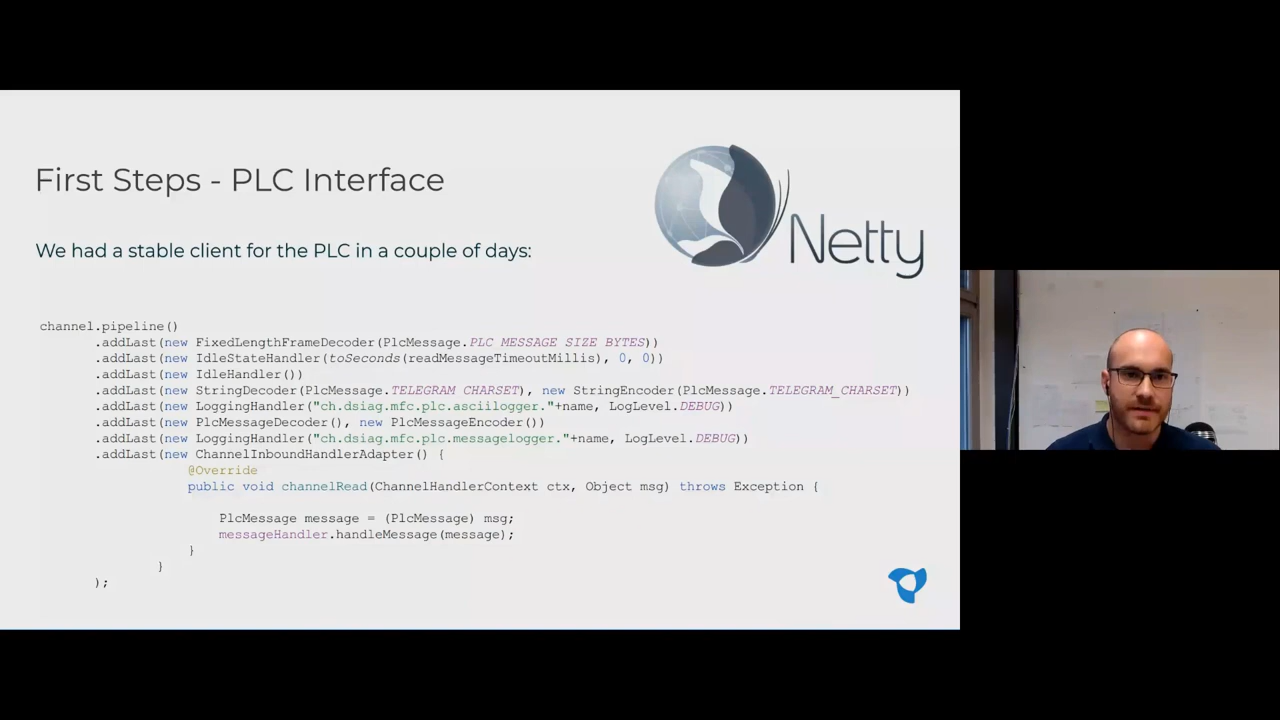 First Steps - PLC Interface
Netty
We had a stable client for the PLC in a couple of days:
channel.pipeline()
.addLast(new FixedLengthFrameDecoder(PlcMessage.PLC_MESSAGE_SIZE_BYTES))
.addLast(new IdleStateHandler(toSeconds(readMessageTimeoutMillis), 0, 0))
.addLast(new IdleHandler())
.addLast(new StringDecoder(PlcMessage.TELEGRAM_CHARSET), new StringEncoder(PlcMessage.TELEGRAM_CHARSET))
.addLast(new LoggingHandler("ch.dsiag.mfc.plc.asciilogger."+name, LogLevel.DEBUG))
.addLast(new PlcMessageDecoder(), new PlcMessageEncoder())
.addLast(new LoggingHandler("ch.dsiag.mfc.plc.messagelogger."+name, LogLevel.DEBUG))
.addLast(new ChannelInboundHandlerAdapter() {
@Override
public void channelRead(ChannelHandlerContext ctx, Object msg) throws Exception {
PlcMessage message = (PlcMessage) msg;
messageHandler.handleMessage(message);
}
}
);